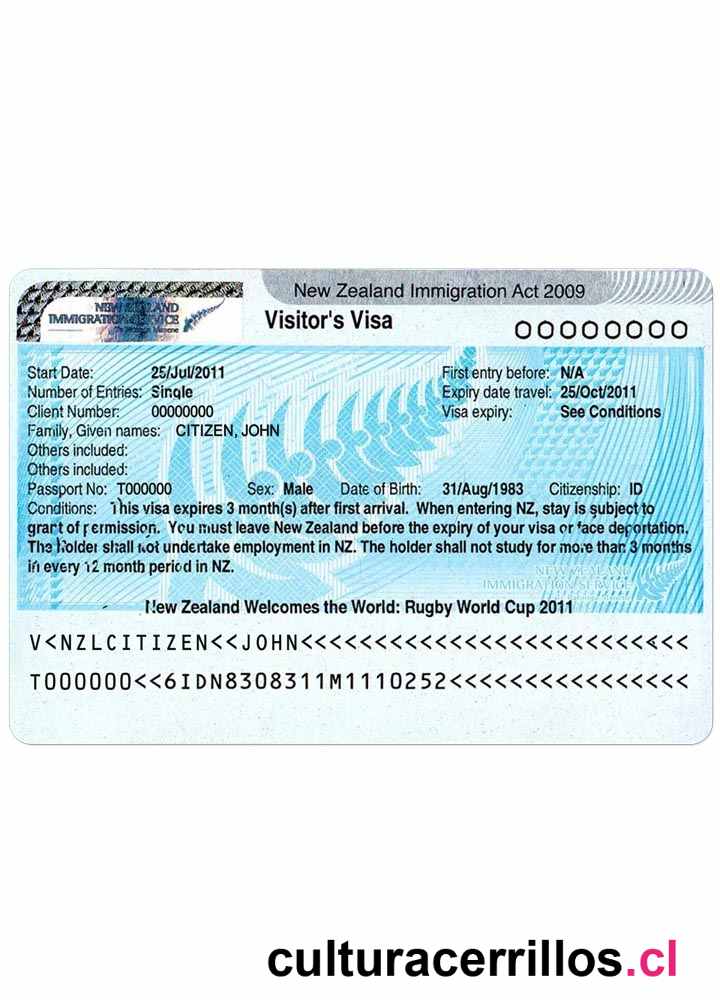 NEW ZEALAND
IMMIGRATION SERVICE
New Zealand Immigration Act 2009
Visitor's Visa
OOOOOOOO
Start Date: 25/Jul/2011 First entry before: N/A
Number of Entries: Single Expiry date travel: 25/Oct/2011
Client Number: 00000000 Visa expiry: See Conditions
Family, Given names: CITIZEN, JOHN
Others included:
Others included:
Passport No: T000000 Sex: Male Date of Birth: 31/Aug/1983 Citizenship: ID
Conditions: This visa expires 3 month(s) after first arrival. When entering NZ, stay is subject to
grant of permission. You must leave New Zealand before the expiry of your visa or face deportation.
The holder shall not undertake employment in NZ. The holder shall not study for more than 3 months
in every 12 month period in NZ.
NEW ZEALAND
IMMIGRATION SERVICE
New Zealand Welcomes the World: Rugby World Cup 2011
V<NZLCITIZEN<<JOHN<<<<<<<<<<<<<<<<<<<<<<<<<<
T000000<<6IDN8308311M1110252<<<<<<<<<<<<<<<<
culturacerrillos.cl